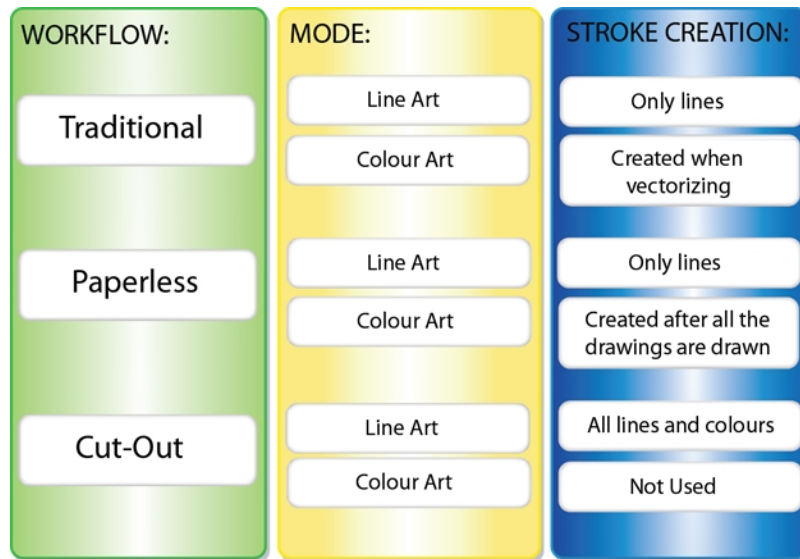 WORKFLOW:
Traditional
Paperless
Cut-Out
MODE:
Line Art
Colour Art
Line Art
Colour Art
Line Art
Colour Art
STROKE CREATION:
Only lines
Created when
vectorizing
Only lines
Created after all the
drawings are drawn
All lines and colours
Not Used